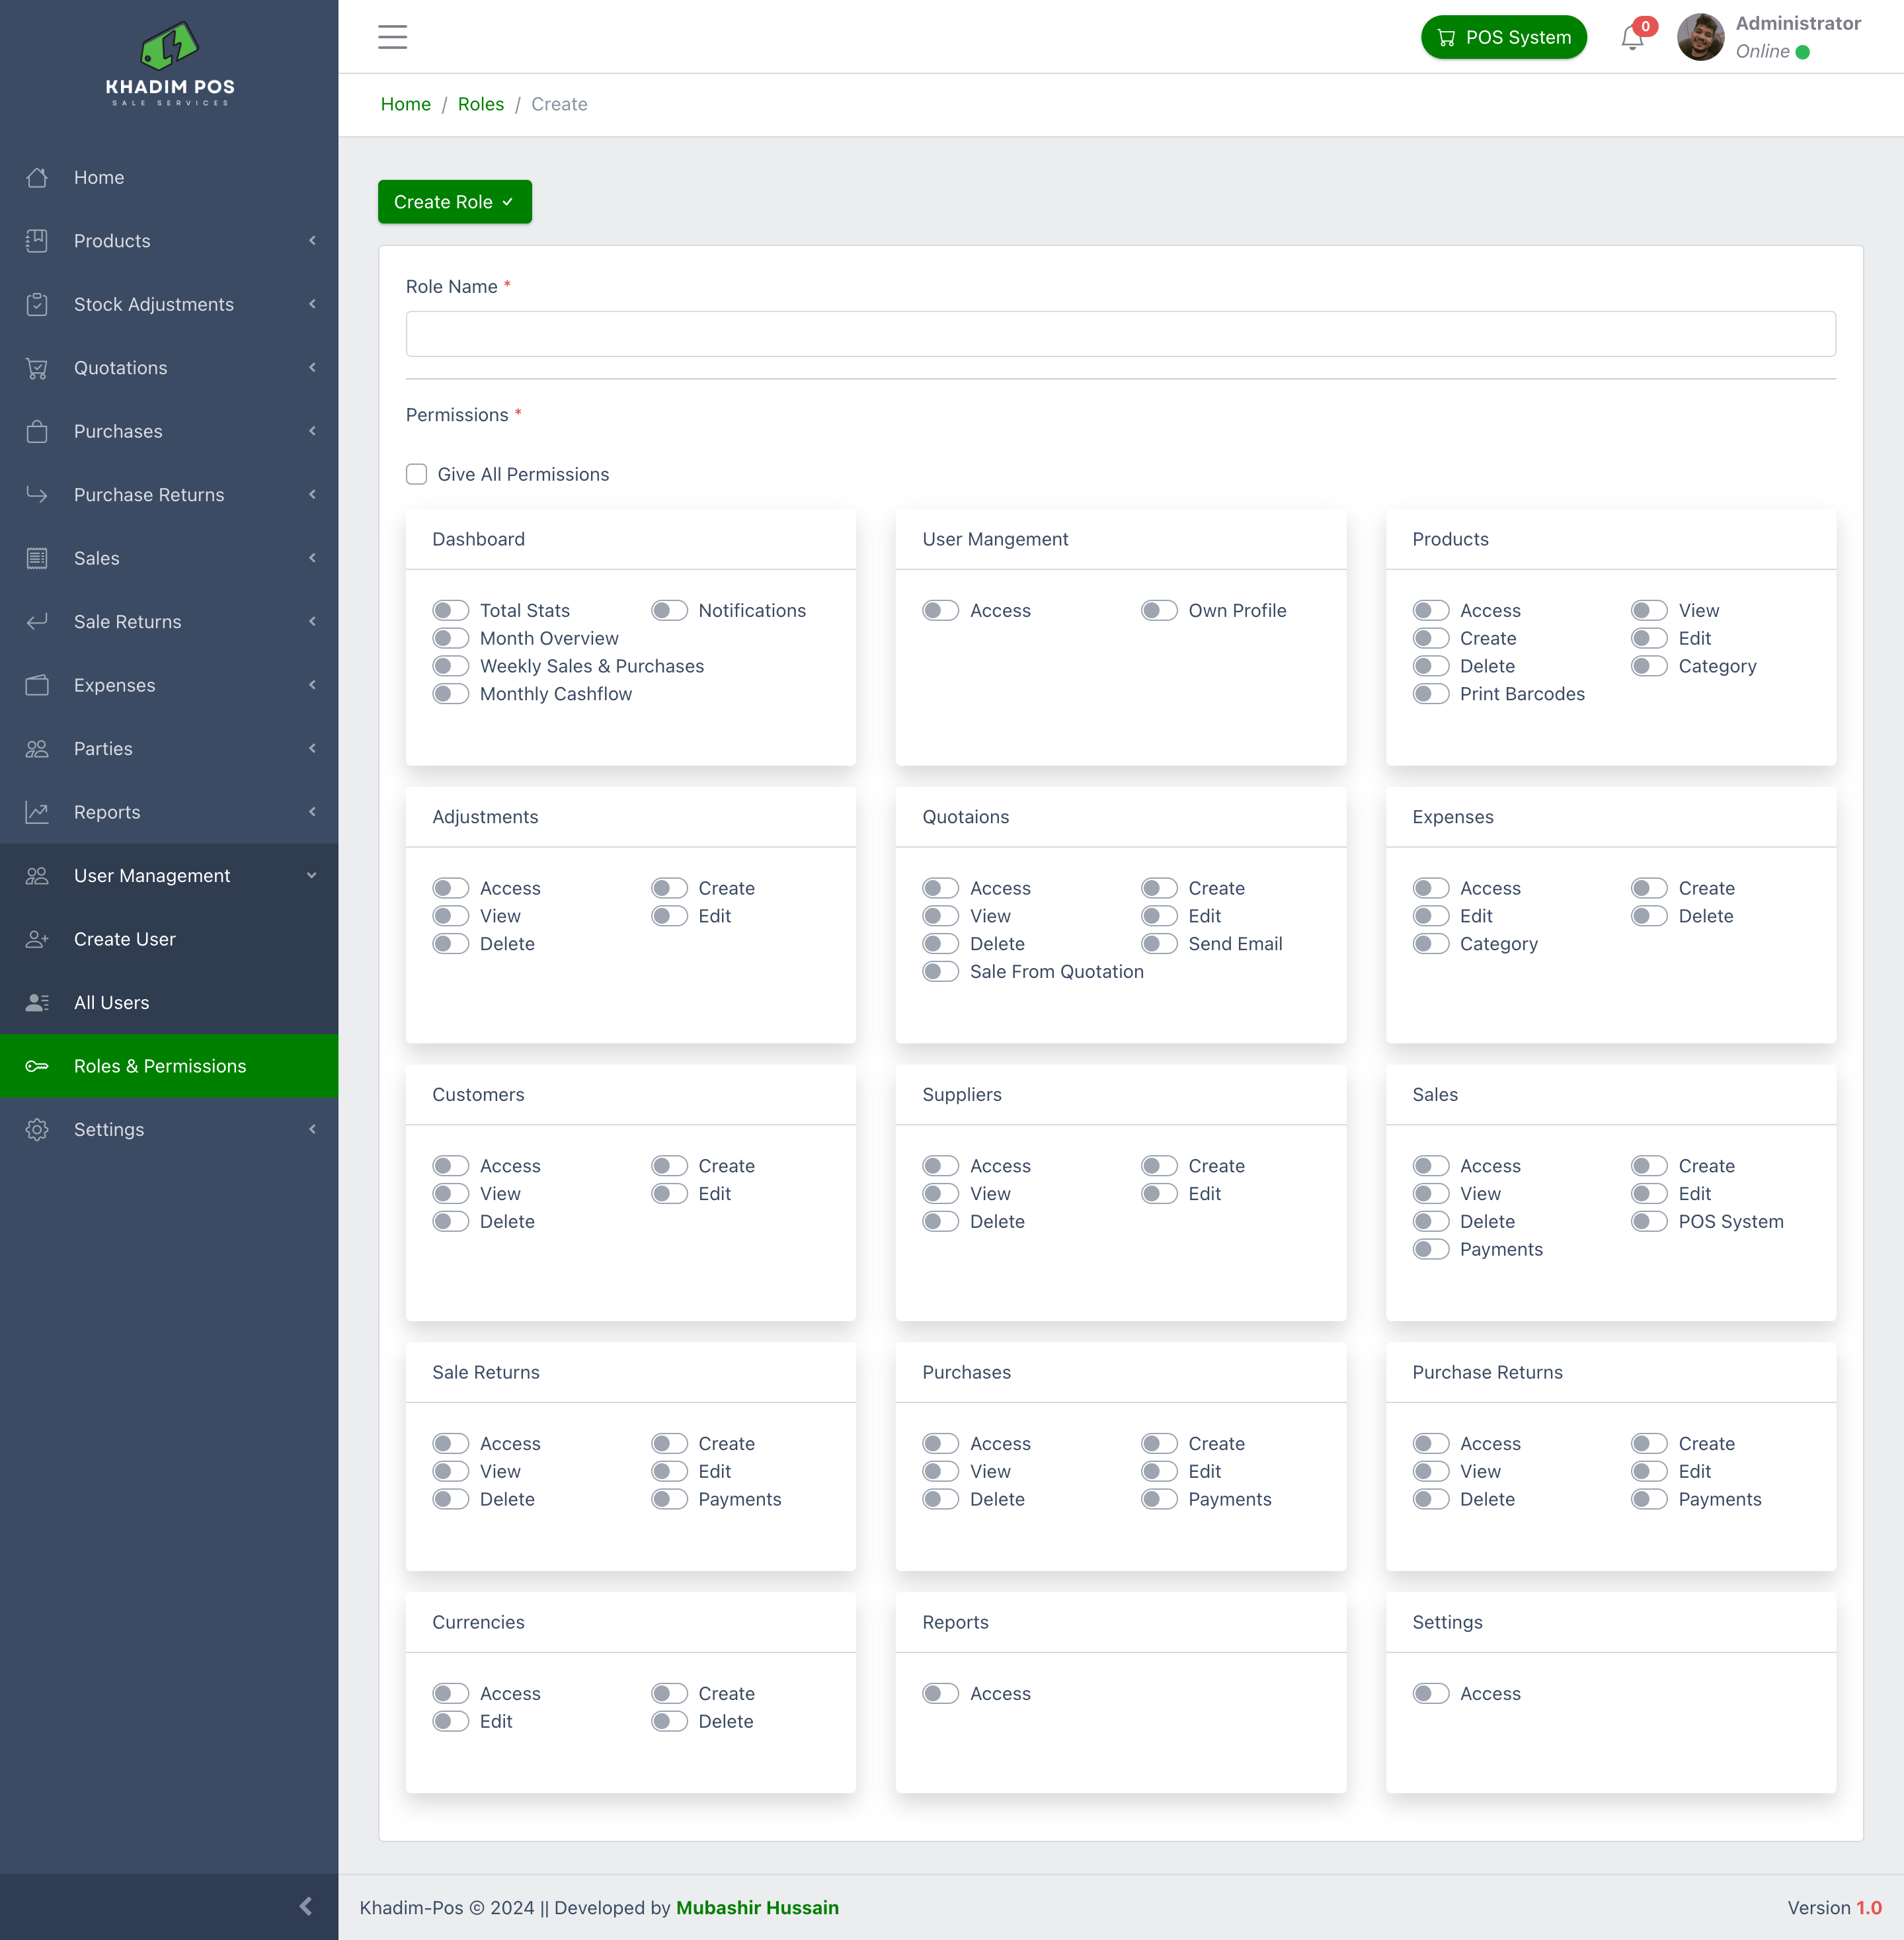 KHADIM POS
SALE SERVICES
Home
Products
Stock Adjustments
Quotations
Purchases
Purchase Returns
Sales
Sale Returns
Expenses
Parties
Reports
User Management
Create User
All Users
Roles & Permissions
Settings
POS System
0
Administrator
Online
Home / Roles / Create
Create Role
Role Name *
Permissions *
Give All Permissions
Dashboard
Total Stats Notifications
Month Overview
Weekly Sales & Purchases
Monthly Cashflow
User Mangement
Access Own Profile
Products
Access View
Create Edit
Delete Category
Print Barcodes
Adjustments
Access Create
View Edit
Delete
Quotaions
Access Create
View Edit
Delete Send Email
Sale From Quotation
Expenses
Access Create
Edit Delete
Category
Customers
Access Create
View Edit
Delete
Suppliers
Access Create
View Edit
Delete
Sales
Access Create
View Edit
Delete POS System
Payments
Sale Returns
Access Create
View Edit
Delete Payments
Purchases
Access Create
View Edit
Delete Payments
Purchase Returns
Access Create
View Edit
Delete Payments
Currencies
Access Create
Edit Delete
Reports
Access
Settings
Access
Khadim-Pos © 2024 || Developed by Mubashir Hussain
Version 1.0